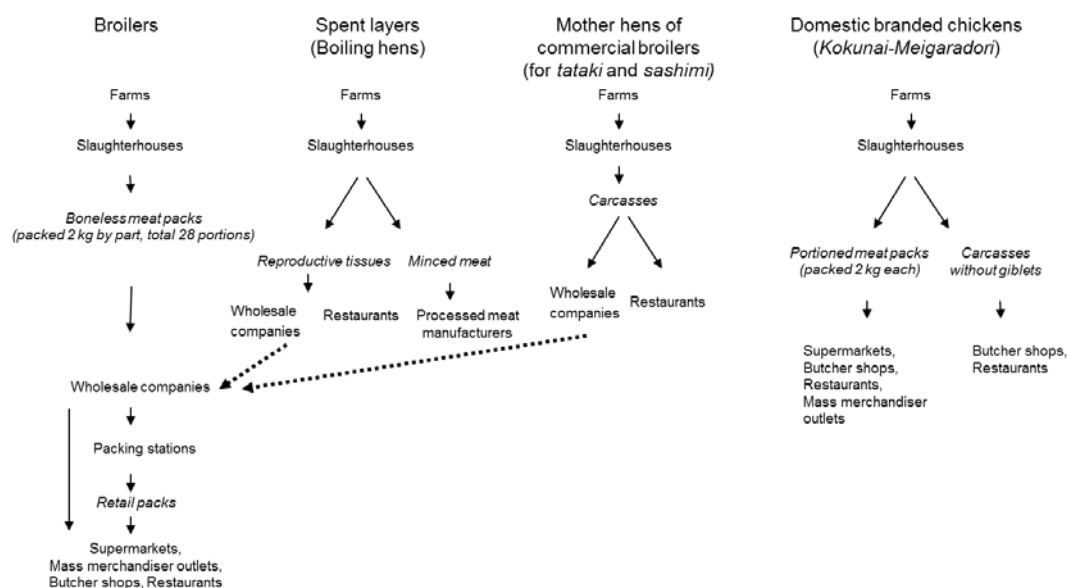 Broilers
Farms
Slaughterhouses
Boneless meat packs
(packed 2 kg by part, total 28 portions)
Wholesale companies
Packing stations
Retail packs
Supermarkets,
Mass merchandiser outlets,
Butcher shops, Restaurants
Spent layers
(Boiling hens)
Farms
Slaughterhouses
Reproductive tissues
Minced meat
Wholesale
companies
Restaurants
Processed meat
manufacturers
Mother hens of
commercial broilers
(for tataki and sashimi)
Farms
Slaughterhouses
Carcasses
Wholesale
companies
Restaurants
Domestic branded chickens
(Kokunai-Meigaradori)
Farms
Slaughterhouses
Portioned meat packs
(packed 2 kg each)
Carcasses
without giblets
Supermarkets,
Butcher shops,
Restaurants,
Mass merchandiser
outlets
Butcher shops,
Restaurants